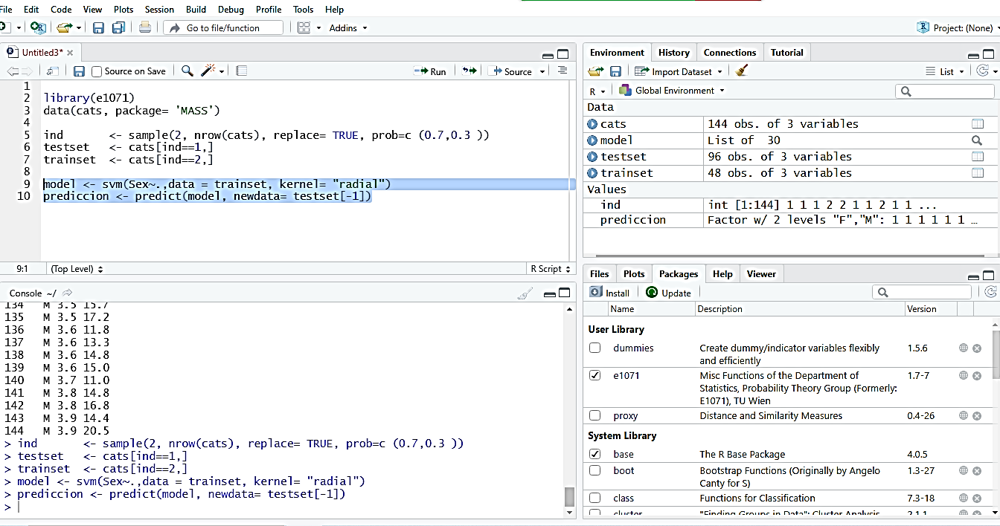 File Edit Code View Plots Session Build Debug Profile Tools Help
Go to file/function Addins Project: (None)
Untitled3*
Source on Save Run Source
1
2 library(e1071)
3 data(cats, package= 'MASS')
4
5 ind <- sample(2, nrow(cats), replace= TRUE, prob=c (0.7,0.3 ))
6 testset <- cats[ind==1,]
7 trainset <- cats[ind==2,]
8
9 model <- svm(Sex~.,data = trainset, kernel= "radial")
10 prediccion <- predict(model, newdata= testset[-1])
9:1 (Top Level) R Script
Console ~/
134 M 3.5 15.7
135 M 3.5 17.2
136 M 3.6 11.8
137 M 3.6 13.3
138 M 3.6 14.8
139 M 3.6 15.0
140 M 3.7 11.0
141 M 3.8 14.8
142 M 3.8 16.8
143 M 3.9 14.4
144 M 3.9 20.5
> ind <- sample(2, nrow(cats), replace= TRUE, prob=c (0.7,0.3 ))
> testset <- cats[ind==1,]
> trainset <- cats[ind==2,]
> model <- svm(Sex~.,data = trainset, kernel= "radial")
> prediccion <- predict(model, newdata= testset[-1])
>
Environment History Connections Tutorial
Import Dataset List
R Global Environment
Data
cats 144 obs. of 3 variables
model List of 30
testset 96 obs. of 3 variables
trainset 48 obs. of 3 variables
Values
ind int [1:144] 1 1 1 2 2 1 1 2 1 1 ...
prediccion Factor w/ 2 levels "F","M": 1 1 1 1 1 1 …
Files Plots Packages Help Viewer
Install Update
Name Description Version
User Library
dummies Create dummy/indicator variables flexibly 1.5.6
and efficiently
e1071 Misc Functions of the Department of 1.7-7
Statistics, Probability Theory Group (Formerly:
E1071), TU Wien
proxy Distance and Similarity Measures 0.4-26
System Library
base The R Base Package 4.0.5
boot Bootstrap Functions (Originally by Angelo 1.3-27
Canty for S)
class Functions for Classification 7.3-18
cluster "Finding Groups in Data": Cluster Analysis 2.1.1